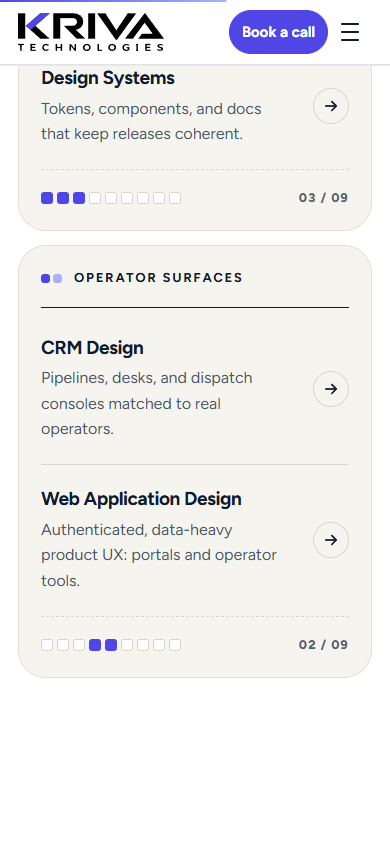 KRIVA
TECHNOLOGIES
Book a call
Design Systems
Tokens, components, and docs
that keep releases coherent.
03 / 09
OPERATOR SURFACES
CRM Design
Pipelines, desks, and dispatch
consoles matched to real
operators.
Web Application Design
Authenticated, data-heavy
product UX: portals and operator
tools.
02 / 09